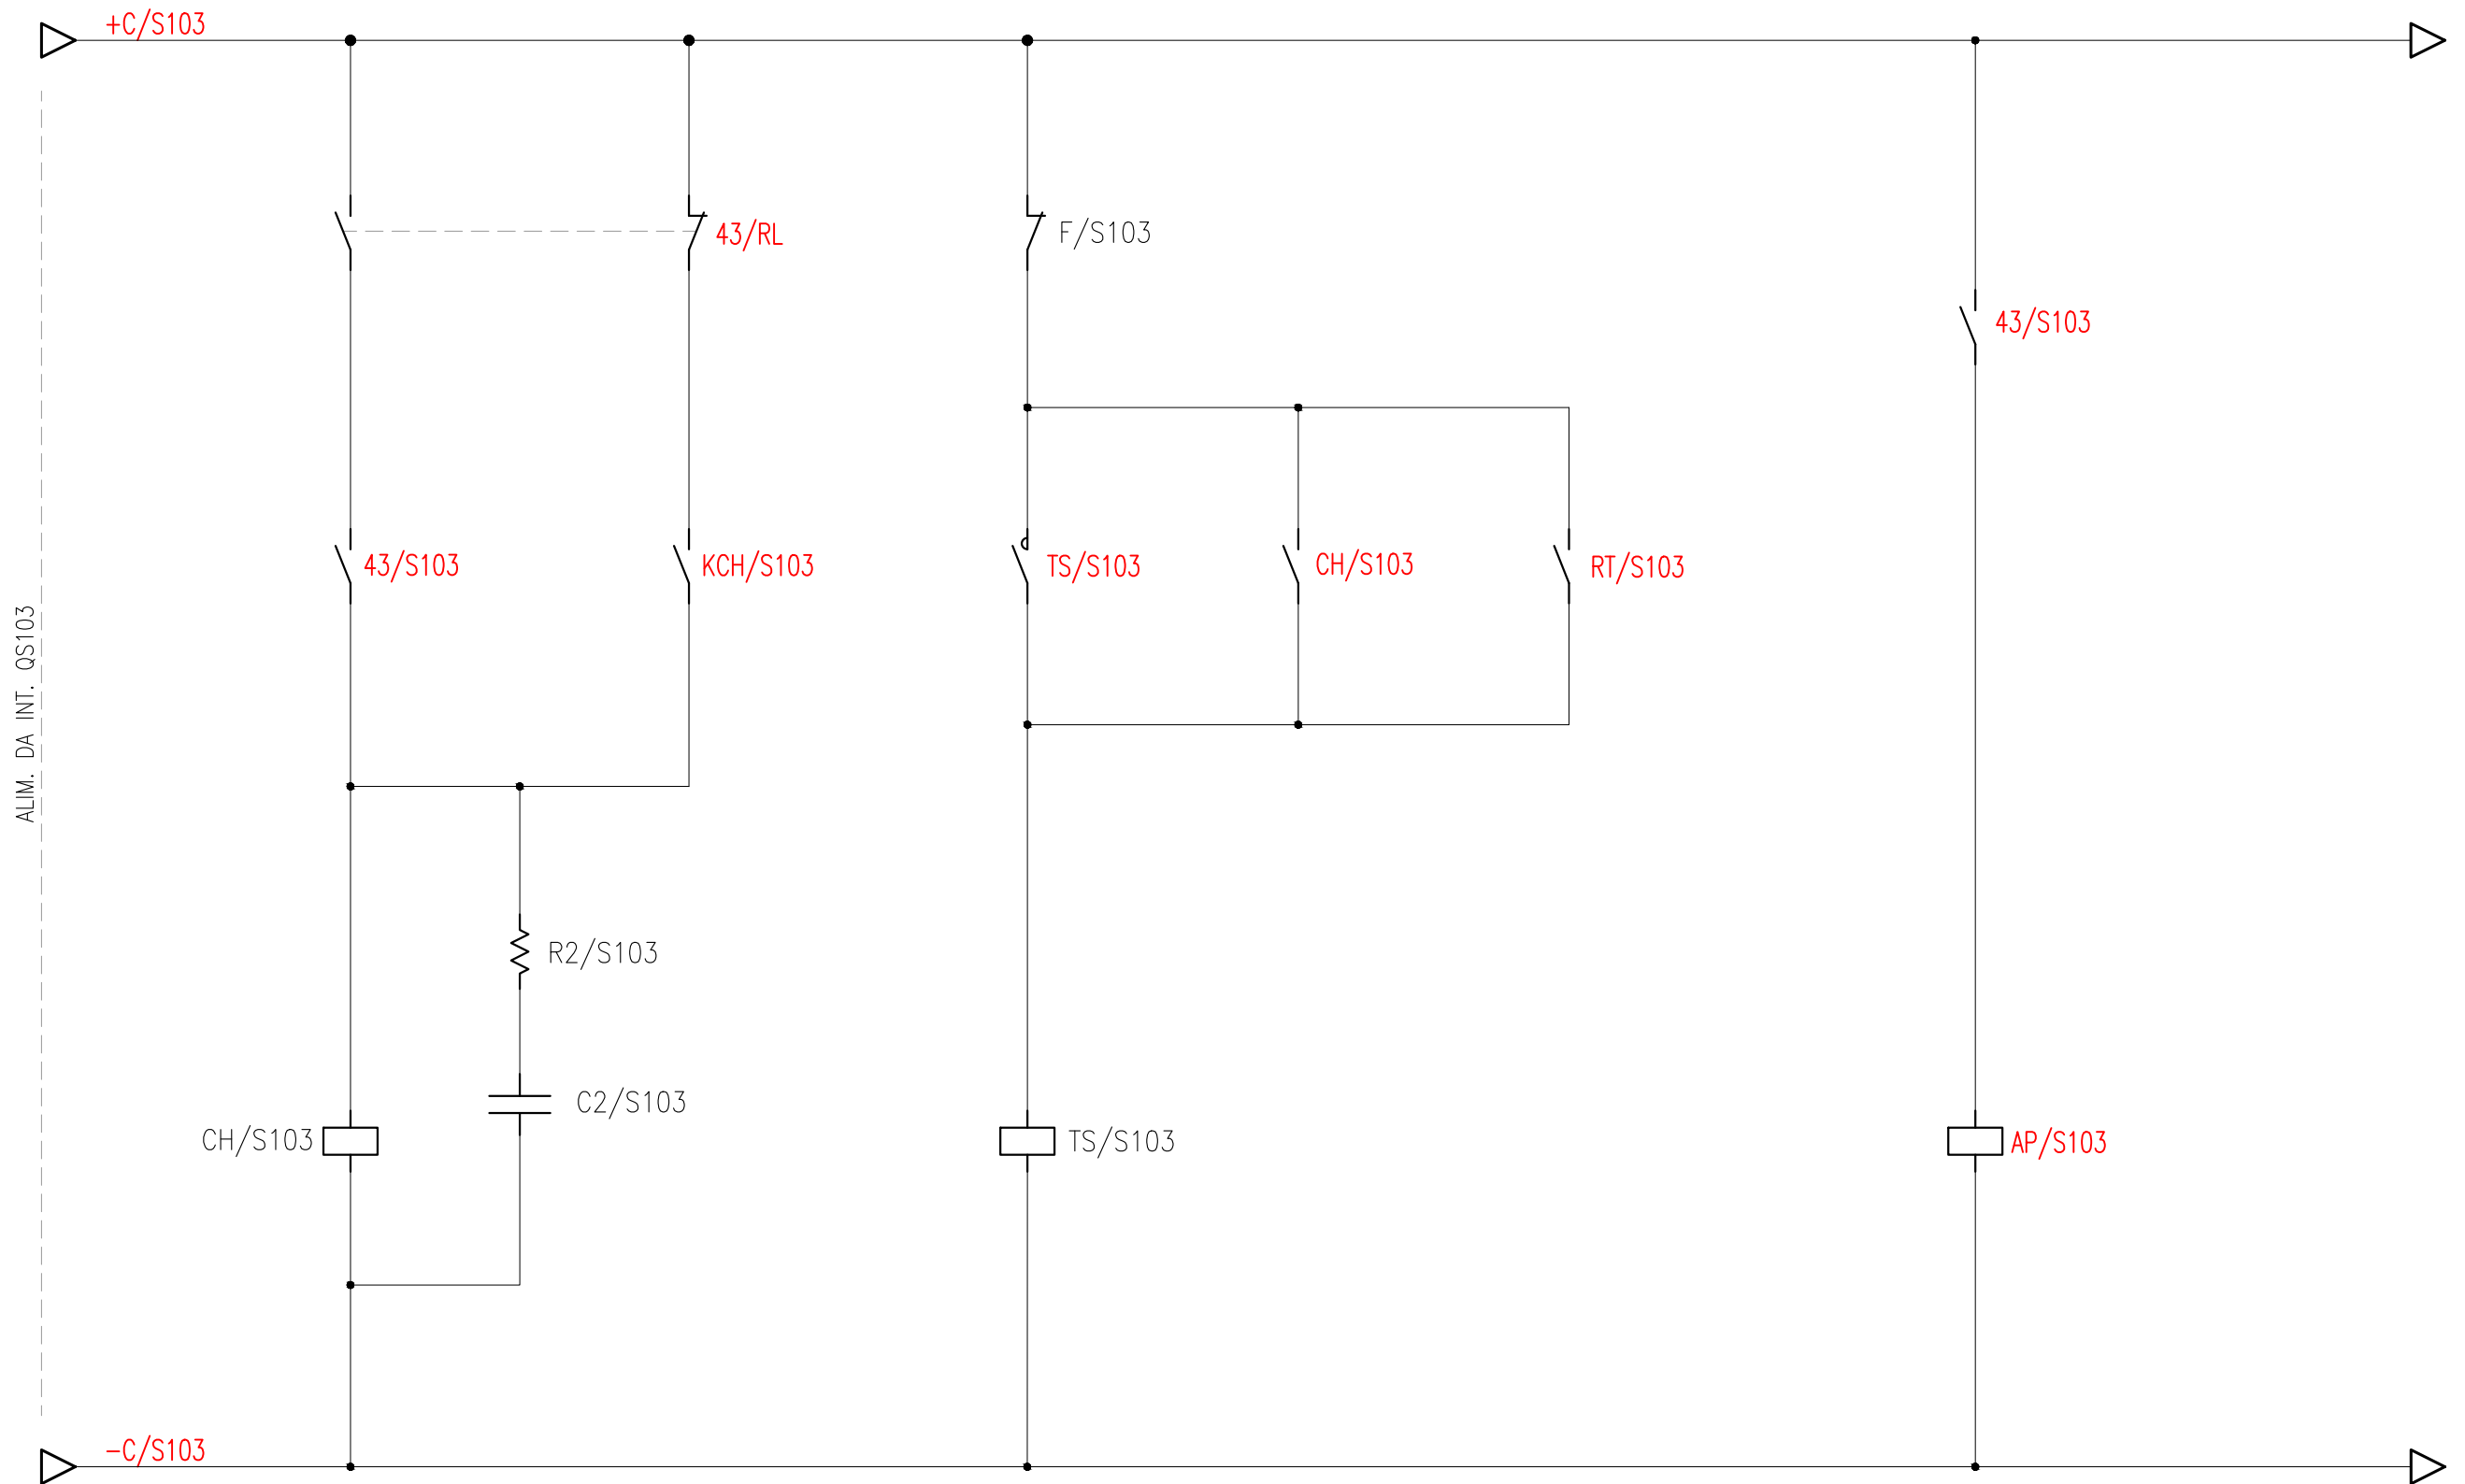 +C/S103
43/RL
F/S103
43/S103
43/S103
KCH/S103
TS/S103
CH/S103
RT/S103
ALIM. DA INT. QS103
R2/S103
C2/S103
CH/S103
TS/S103
AP/S103
-C/S103